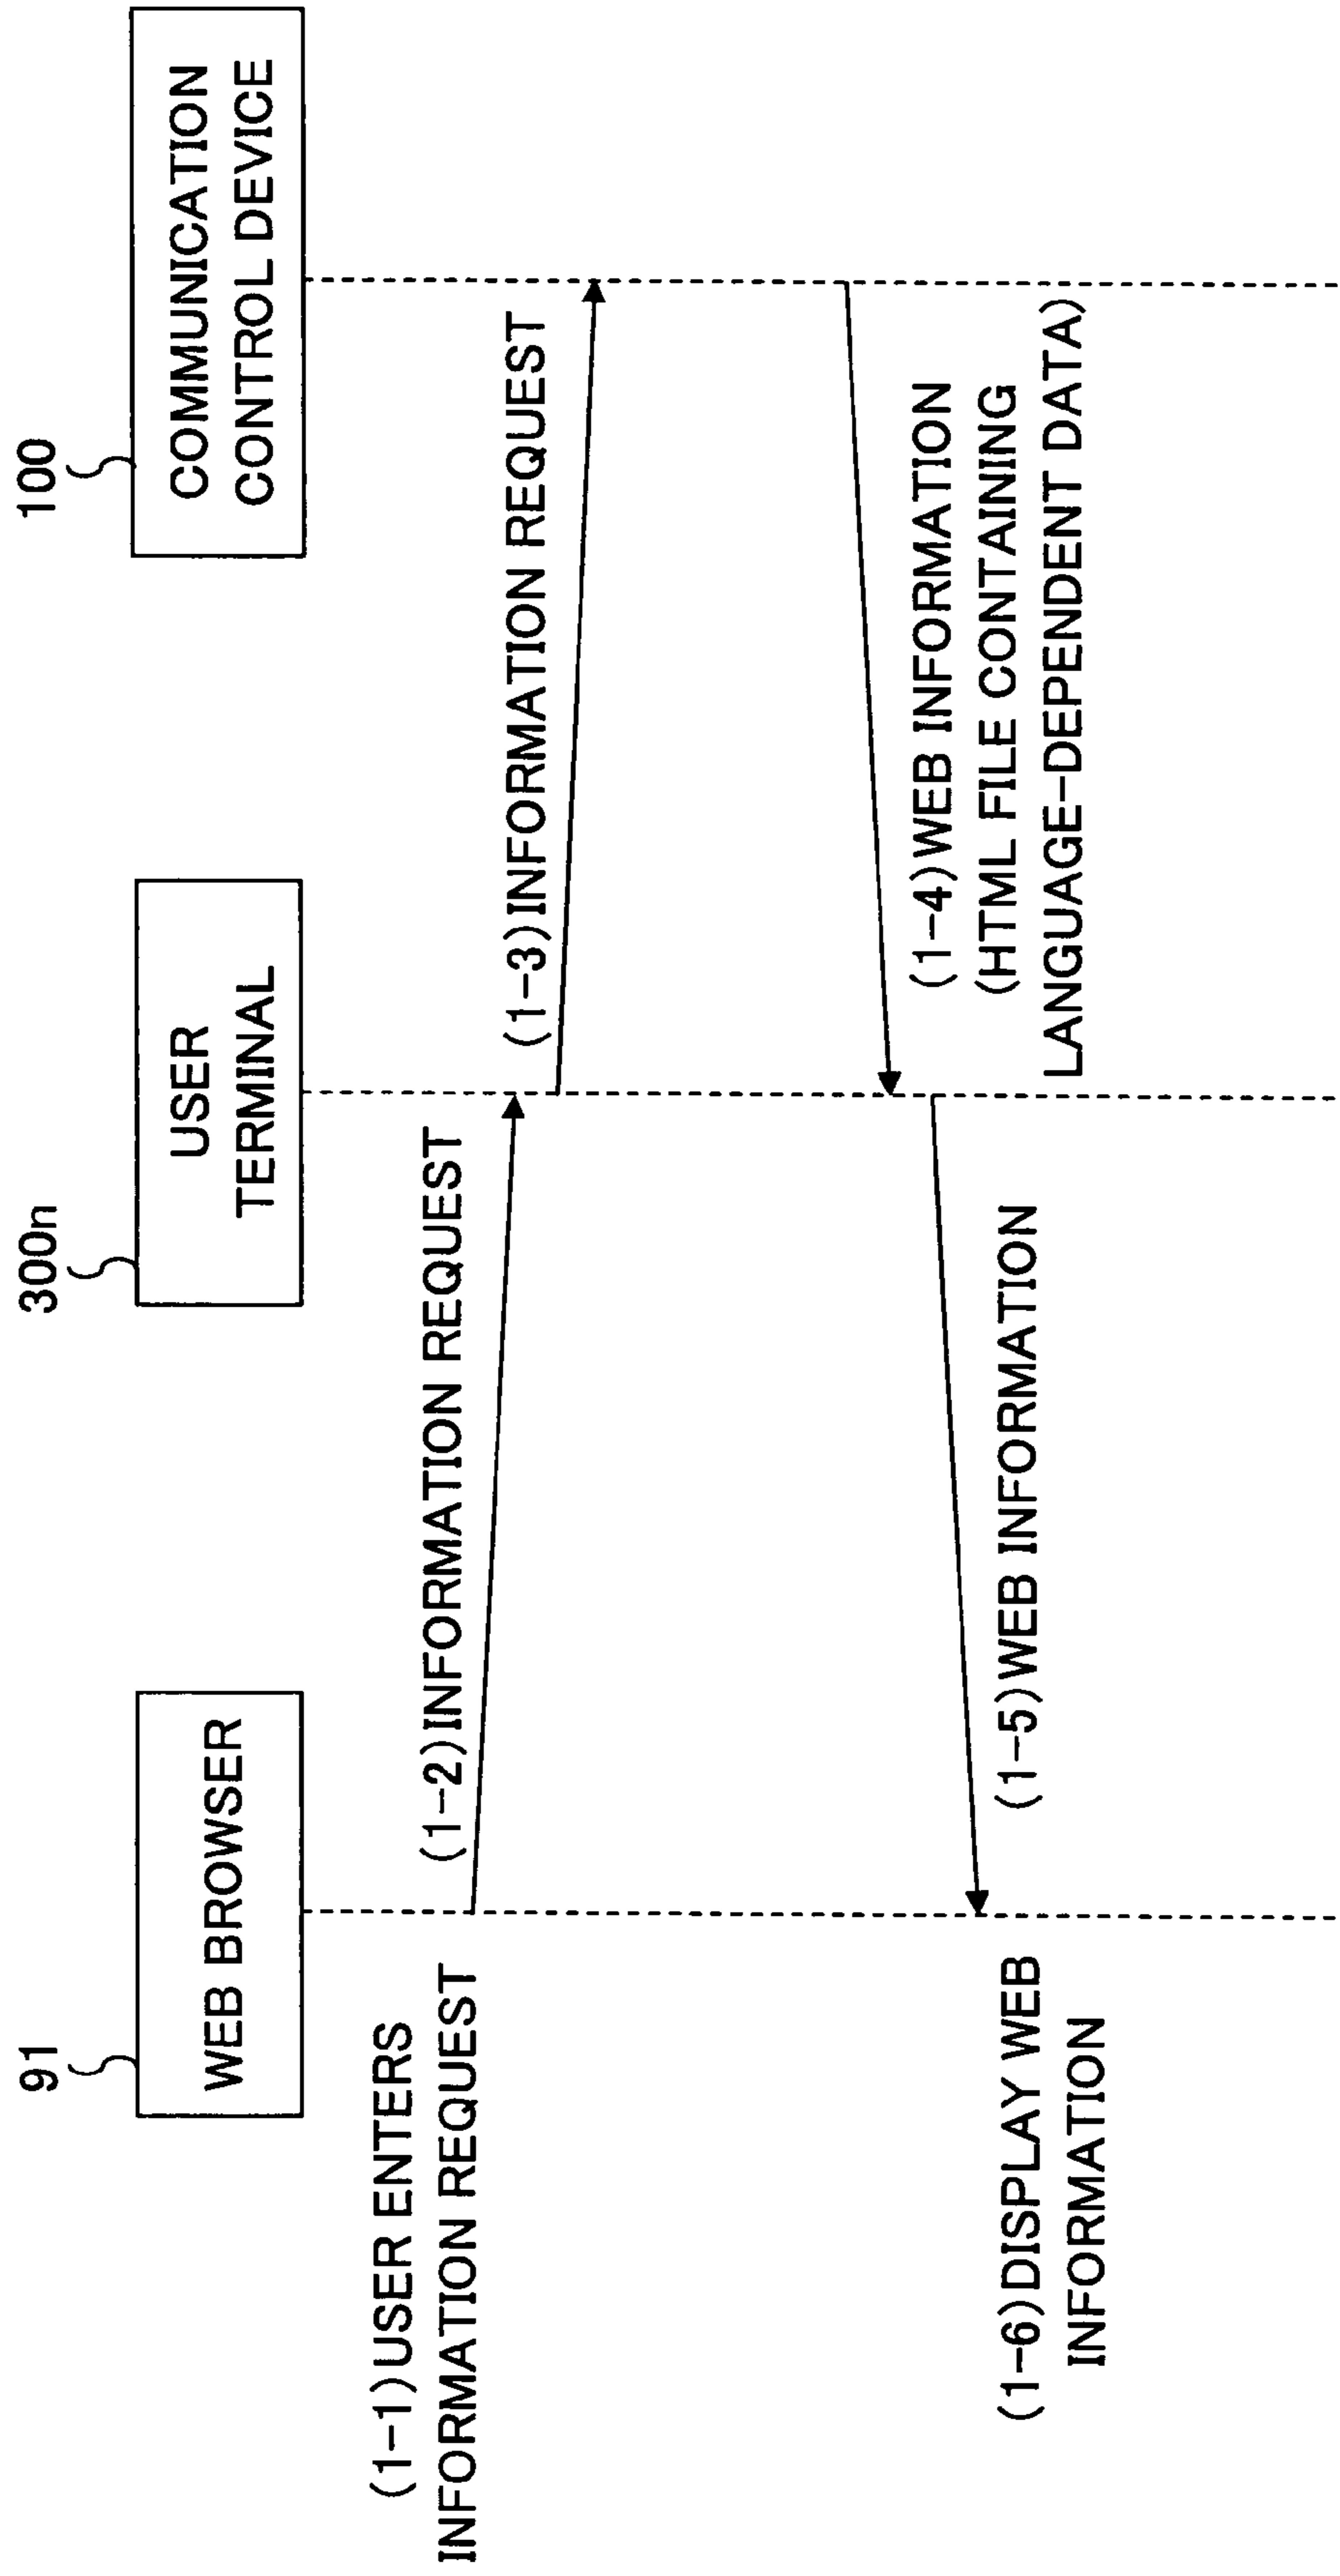 91
300n
100
WEB BROWSER
USER
TERMINAL
COMMUNICATION
CONTROL DEVICE
(1-1)USER ENTERS
INFORMATION REQUEST
(1-2)INFORMATION REQUEST
(1-3)INFORMATION REQUEST
(1-4)WEB INFORMATION
(HTML FILE CONTAINING
LANGUAGE-DEPENDENT DATA)
(1-5)WEB INFORMATION
(1-6)DISPLAY WEB
INFORMATION